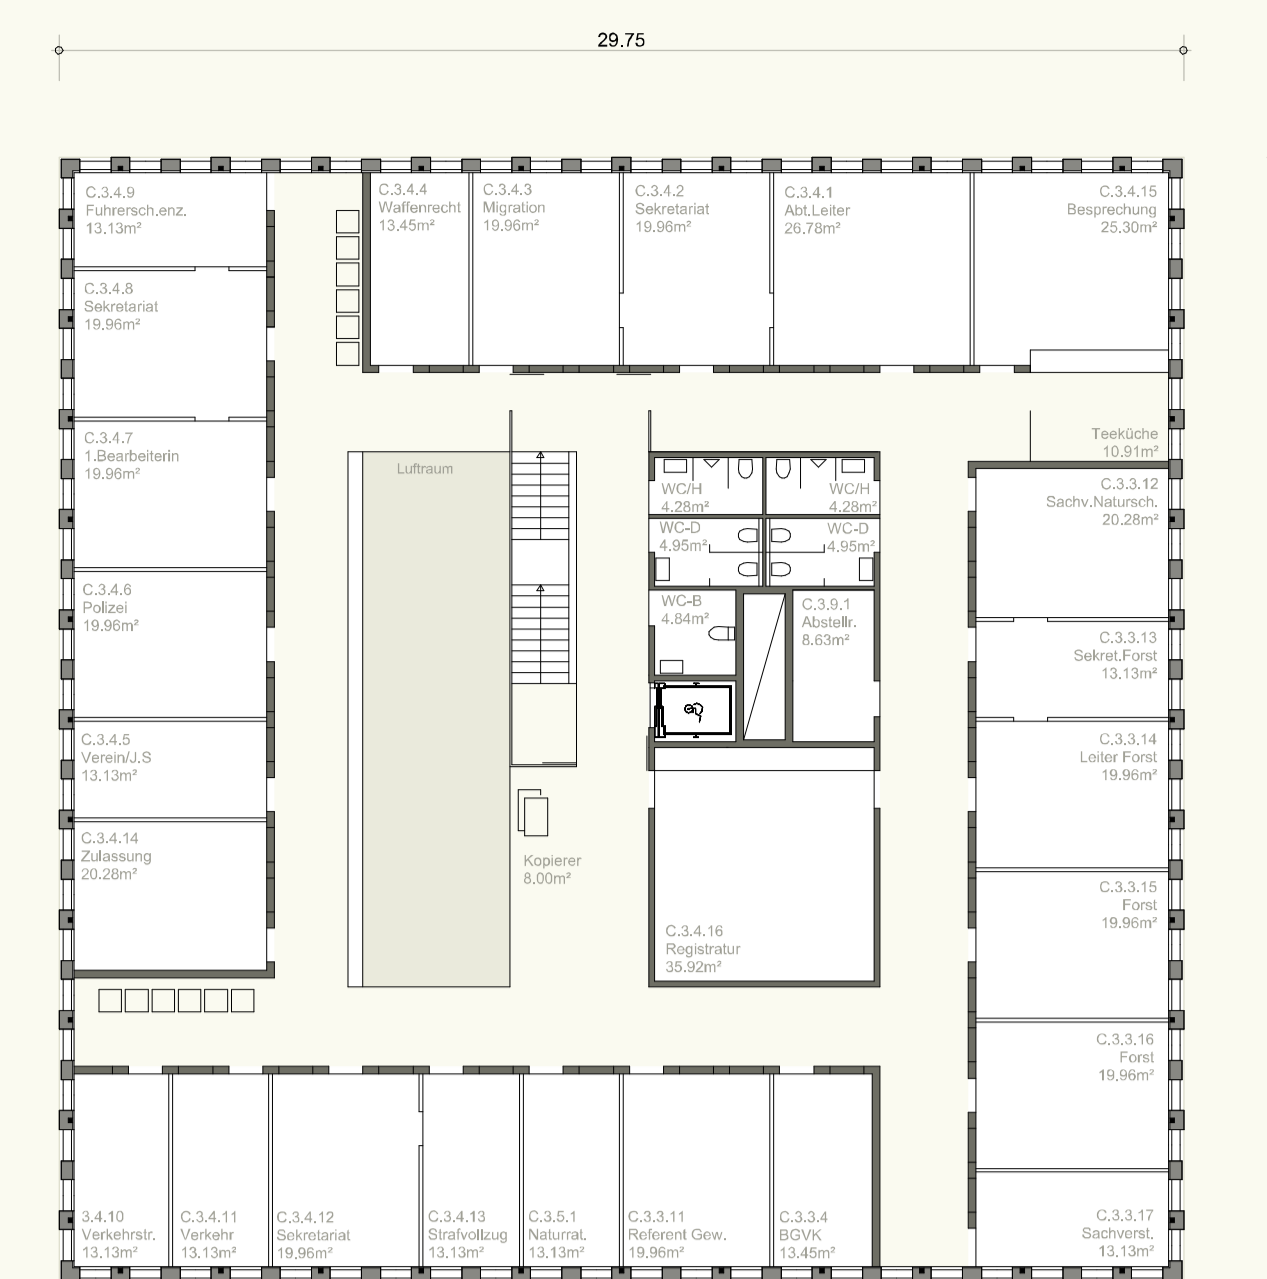 29.75
C.3.4.9
Fuhrersch.enz.
13.13m²
C.3.4.4
Waffenrecht
13.45m²
C.3.4.3
Migration
19.96m²
C.3.4.2
Sekretariat
19.96m²
C.3.4.1
Abt.Leiter
26.78m²
C.3.4.15
Besprechung
25.30m²
C.3.4.8
Sekretariat
19.96m²
C.3.4.7
1.Bearbeiterin
19.96m²
Luftraum
Teeküche
10.91m²
WC/H
4.28m²
WC/H
4.28m²
WC-D
4.95m²
WC-D
4.95m²
C.3.3.12
Sachv.Natursch.
20.28m²
C.3.4.6
Polizei
19.96m²
WC-B
4.84m²
C.3.9.1
Abstellr.
8.63m²
C.3.3.13
Sekret.Forst
13.13m²
C.3.4.5
Verein/J.S
13.13m²
C.3.3.14
Leiter Forst
19.96m²
C.3.4.14
Zulassung
20.28m²
Kopierer
8.00m²
C.3.3.15
Forst
19.96m²
C.3.4.16
Registratur
35.92m²
C.3.3.16
Forst
19.96m²
3.4.10
Verkehrstr.
13.13m²
C.3.4.11
Verkehr
13.13m²
C.3.4.12
Sekretariat
19.96m²
C.3.4.13
Strafvollzug
13.13m²
C.3.5.1
Naturrat.
13.13m²
C.3.3.11
Referent Gew.
19.96m²
C.3.3.4
BGVK
13.45m²
C.3.3.17
Sachverst.
13.13m²